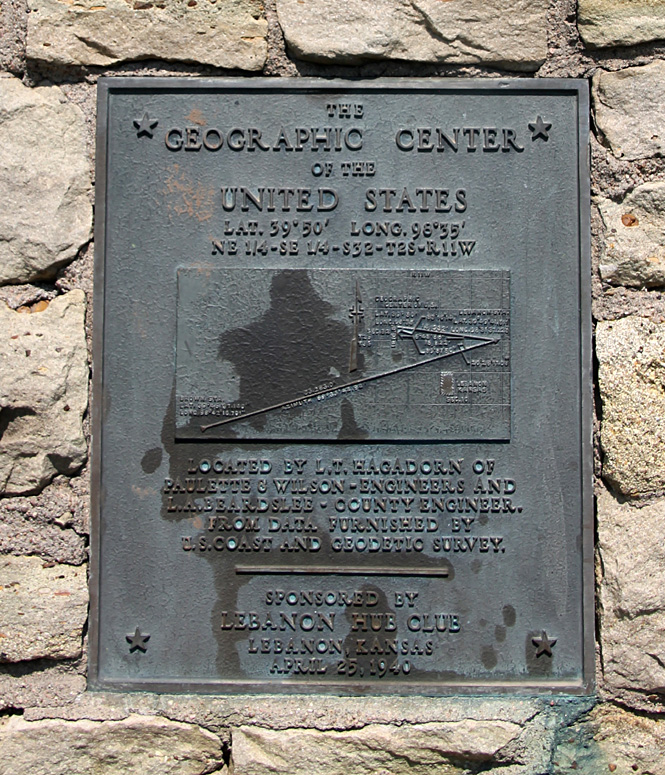 THE
GEOGRAPHIC CENTER
OF THE
UNITED STATES
LAT. 39°50' LONG. 98°35'
NE 1/4-SE 1/4-S32-T2S-R11W
LEBANON
LOCATED BY L.T. HAGADORN OF
PAULETTE & WILSON-ENGINEERS AND
L.A. BEARDSLEE - COUNTY ENGINEER.
FROM DATA FURNISHED BY
U.S. COAST AND GEODETIC SURVEY.
SPONSORED BY
LEBANON HUB CLUB
LEBANON, KANSAS
APRIL 25, 1940